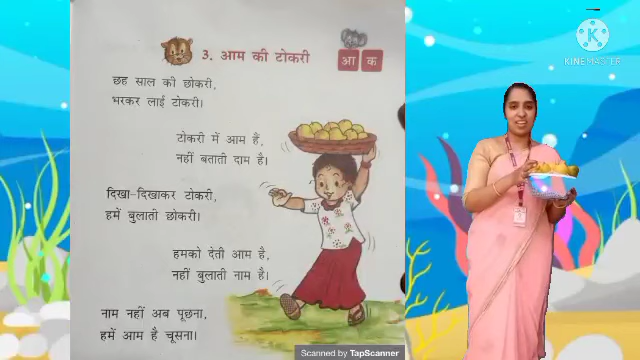 3. आम की टोकरी
आ क
छह साल की छोकरी,
भरकर लाई टोकरी।
टोकरी में आम हैं,
नहीं बताती दाम है।
दिखा-दिखाकर टोकरी,
हमें बुलाती छोकरी।
हमको देती आम है,
नहीं बुलाती नाम है।
नाम नहीं अब पूछना,
हमें आम है चूसना।
Scanned by TapScanner
KINEMASTER